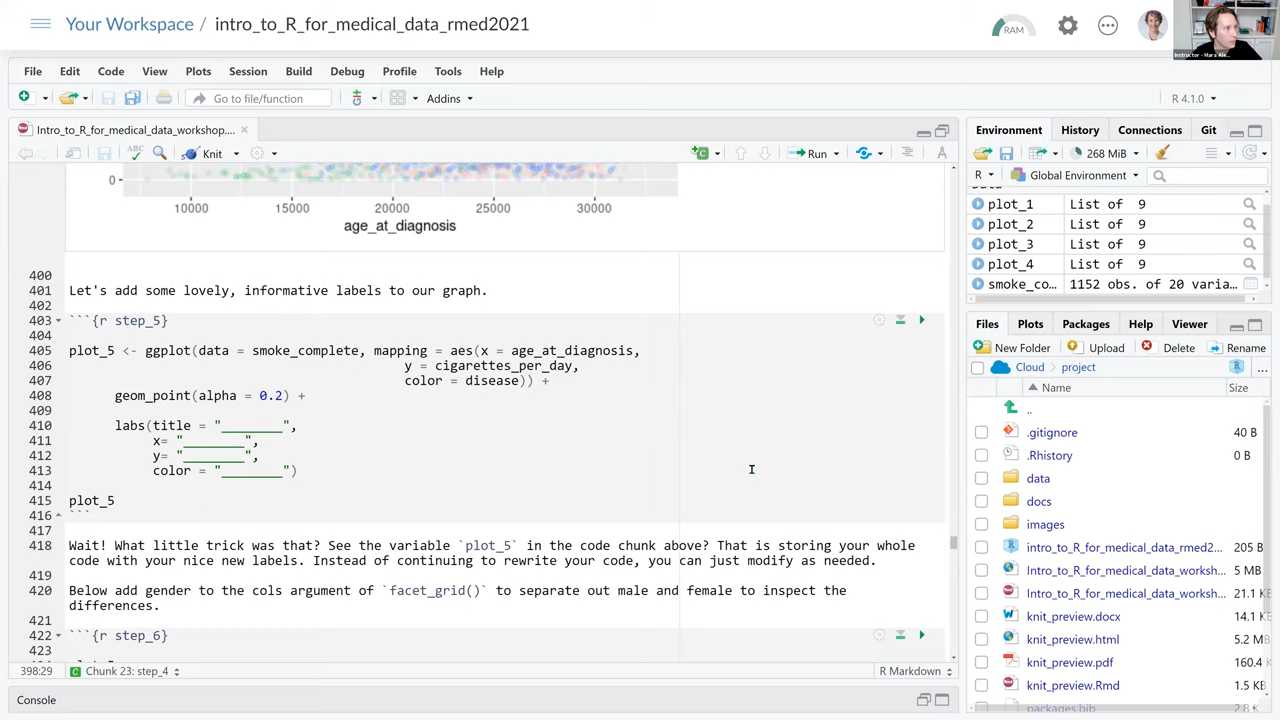 Your Workspace / intro_to_R_for_medical_data_rmed2021
RAM
Instructor - Mara Ale...
File Edit Code View Plots Session Build Debug Profile Tools Help
Go to file/function Addins R 4.1.0
Intro_to_R_for_medical_data_workshop....
Knit Run
0
10000 15000 20000 25000 30000
age_at_diagnosis
400
401 Let's add some lovely, informative labels to our graph.
402
403 ```{r step_5}
404
405 plot_5 <- ggplot(data = smoke_complete, mapping = aes(x = age_at_diagnosis,
406 y = cigarettes_per_day,
407 color = disease)) +
408 geom_point(alpha = 0.2) +
409
410 labs(title = "________",
411 x= "________",
412 y= "________",
413 color = "________")
414
415 plot_5
416 ```
417
418 Wait! What little trick was that? See the variable `plot_5` in the code chunk above? That is storing your whole
code with your nice new labels. Instead of continuing to rewrite your code, you can just modify as needed.
419
420 Below add gender to the cols argument of `facet_grid()` to separate out male and female to inspect the
differences.
421
422 ```{r step_6}
423
398:29 Chunk 23: step_4 R Markdown
Console
Environment History Connections Git
268 MiB
R Global Environment
Data
plot_1 List of 9
plot_2 List of 9
plot_3 List of 9
plot_4 List of 9
smoke_co... 1152 obs. of 20 varia...
Files Plots Packages Help Viewer
New Folder Upload Delete Rename
Cloud project ...
Name Size
..
.gitignore 40 B
.Rhistory 0 B
data
docs
images
intro_to_R_for_medical_data_rmed2... 205 B
Intro_to_R_for_medical_data_worksh... 5 MB
Intro_to_R_for_medical_data_worksh... 21.1 K
knit_preview.docx 14.1 K
knit_preview.html 5.2 M
knit_preview.pdf 160.4
knit_preview.Rmd 1.5 K
packages.bib 2.8 K